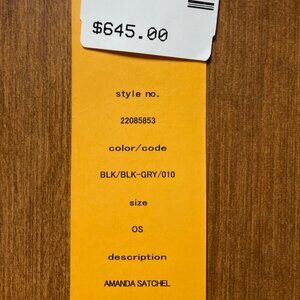 $645.00
style no.
22085853
color/code
BLK/BLK-GRY/010
size
OS
description
AMANDA SATCHEL